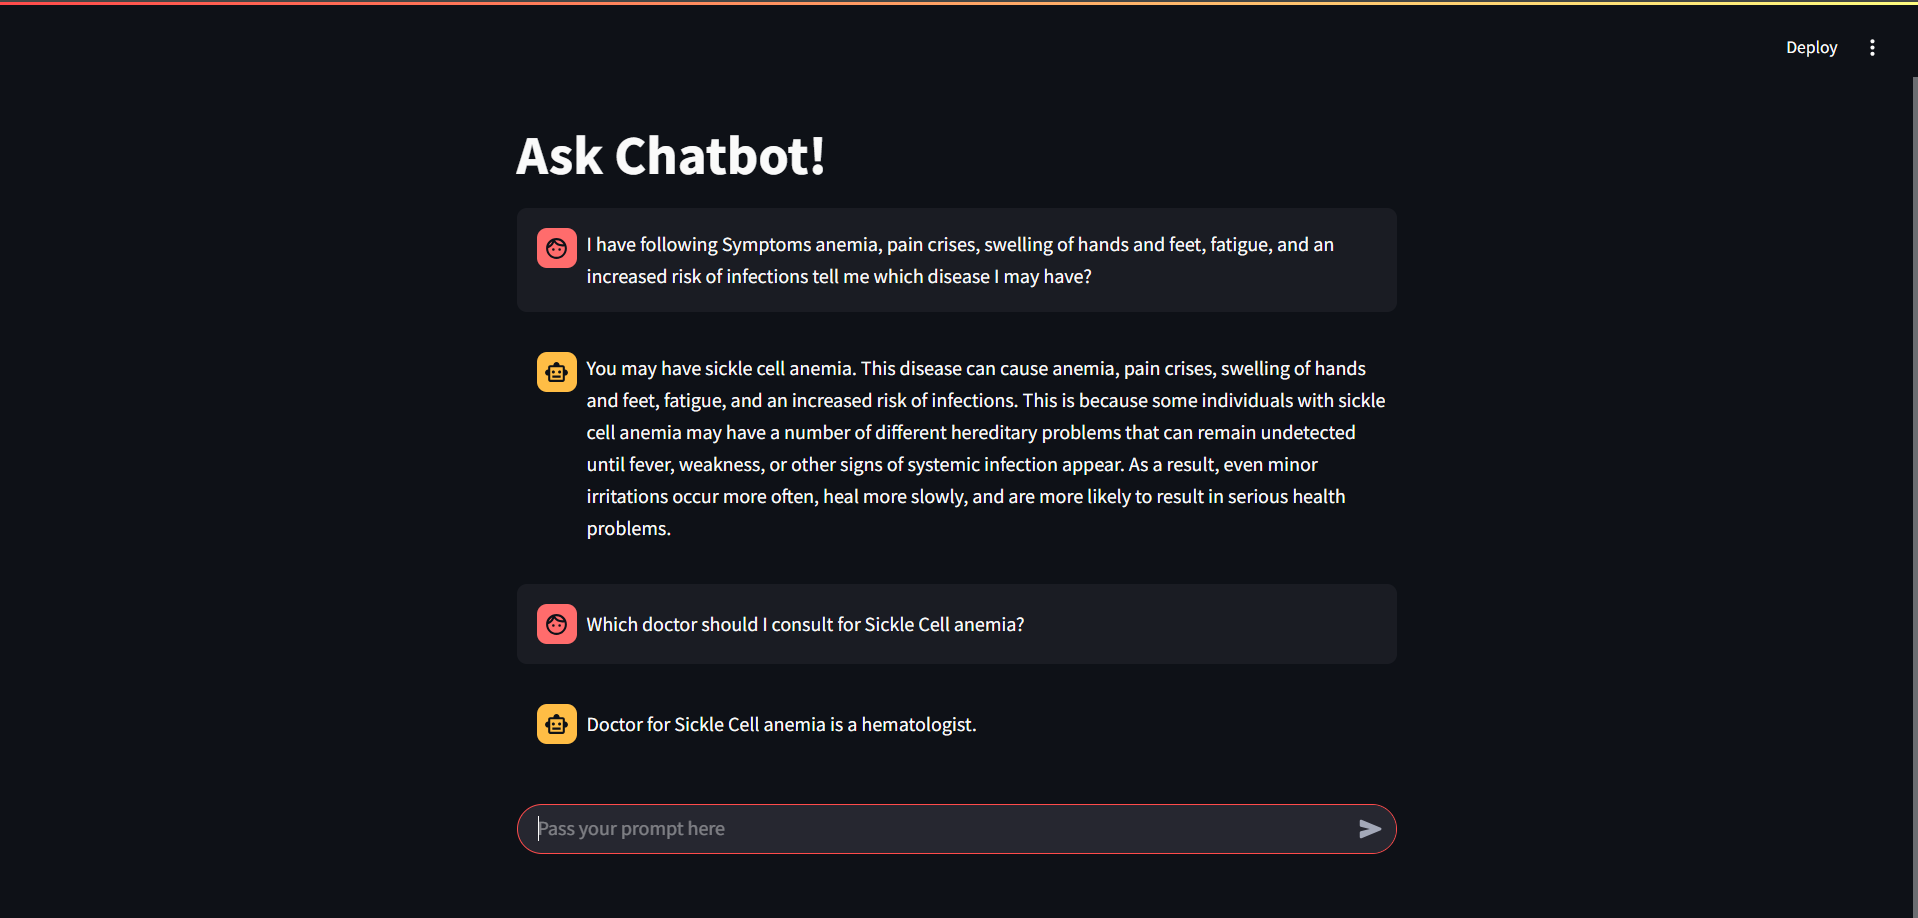 Deploy
Ask Chatbot!
I have following Symptoms anemia, pain crises, swelling of hands and feet, fatigue, and an
increased risk of infections tell me which disease I may have?
You may have sickle cell anemia. This disease can cause anemia, pain crises, swelling of hands
and feet, fatigue, and an increased risk of infections. This is because some individuals with sickle
cell anemia may have a number of different hereditary problems that can remain undetected
until fever, weakness, or other signs of systemic infection appear. As a result, even minor
irritations occur more often, heal more slowly, and are more likely to result in serious health
problems.
Which doctor should I consult for Sickle Cell anemia?
Doctor for Sickle Cell anemia is a hematologist.
Pass your prompt here